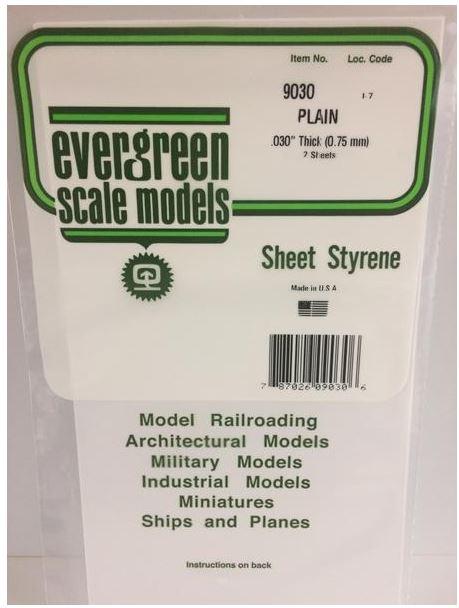 Item No. Loc. Code
9030 I-7
PLAIN
.030" Thick (0.75 mm)
2 Sheets
evergreen
scale models
Sheet Styrene
Made in U.S.A
7 87026 09030 6
Model Railroading
Architectural Models
Military Models
Industrial Models
Miniatures
Ships and Planes
Instructions on back